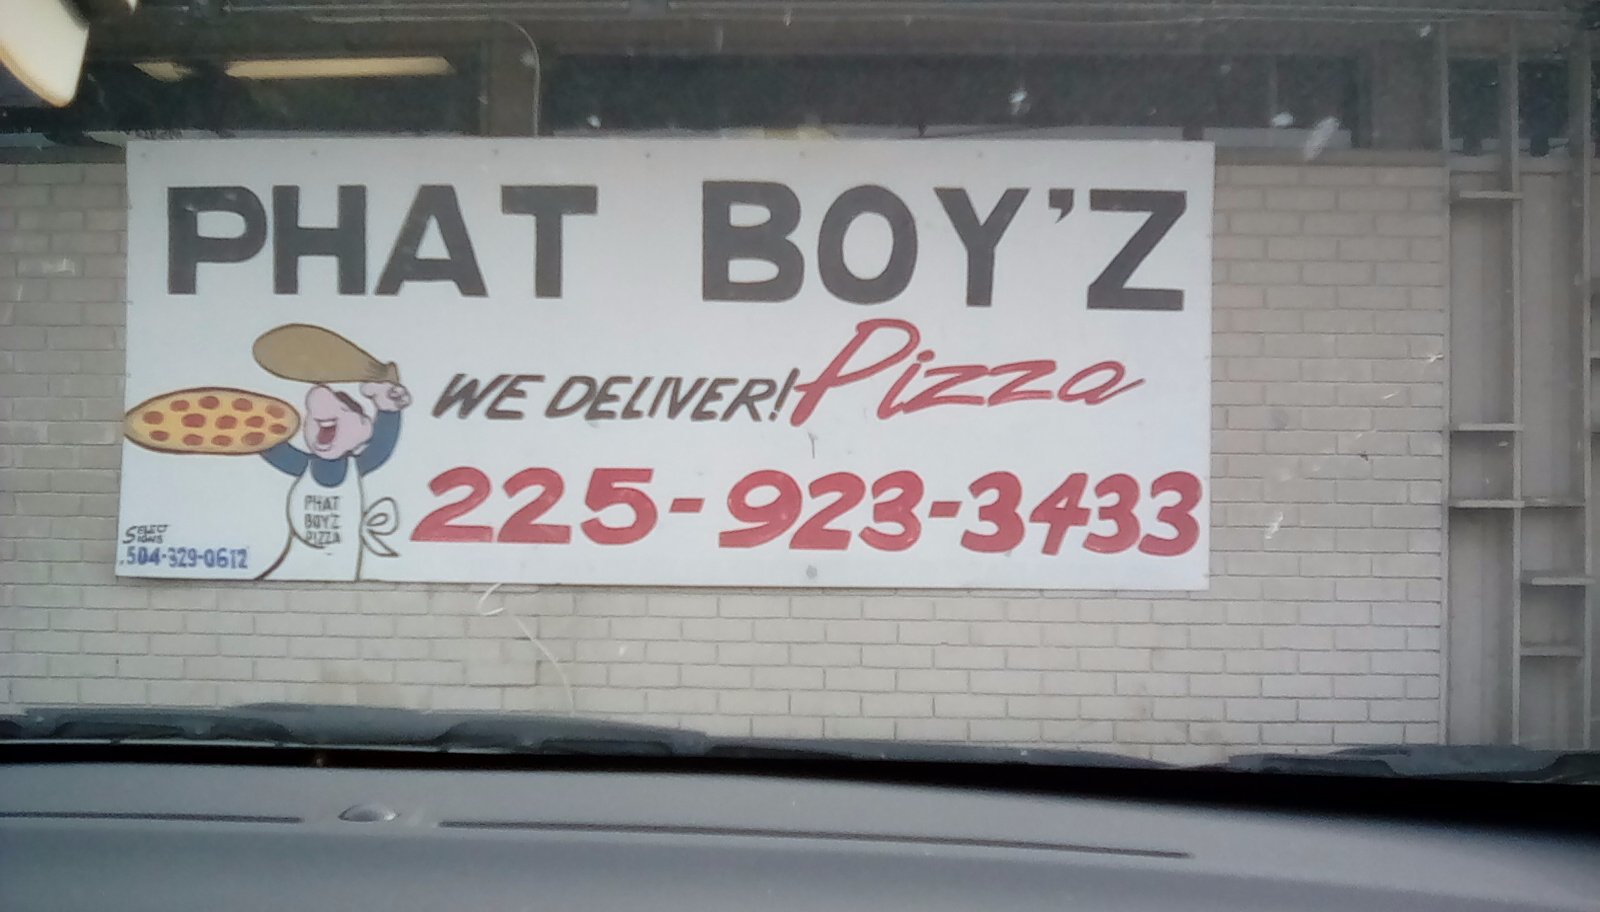 PHAT BOY'Z
WE DELIVER! Pizza
225-923-3433
PHAT
BOY'Z
PIZZA
SELECT
SIGNS
504-329-0612